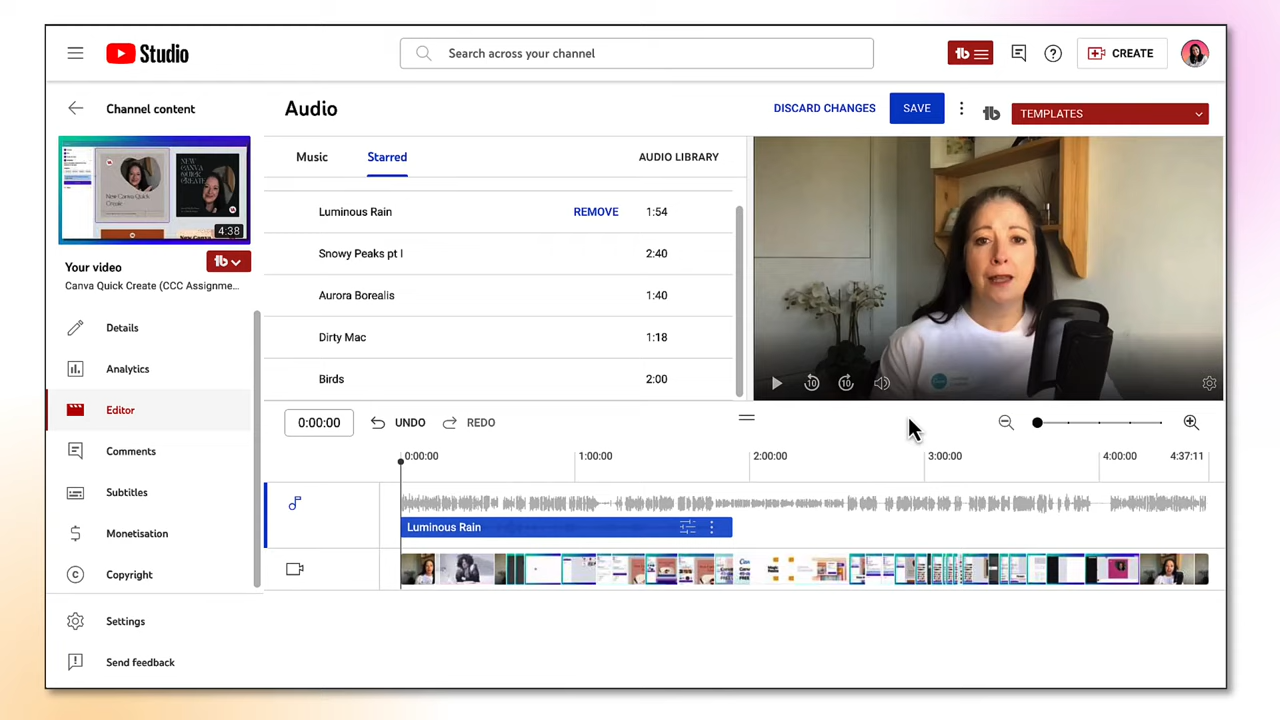 Studio
Search across your channel
CREATE
Channel content
Audio
DISCARD CHANGES
SAVE
TEMPLATES
Music
Starred
AUDIO LIBRARY
4:38
Your video
Canva Quick Create (CCC Assignme...
Luminous Rain REMOVE 1:54
Snowy Peaks pt I 2:40
Aurora Borealis 1:40
Dirty Mac 1:18
Birds 2:00
10 10
Details
Analytics
Editor
Comments
Subtitles
Monetisation
Copyright
Settings
Send feedback
0:00:00 UNDO REDO
0:00:00 1:00:00 2:00:00 3:00:00 4:00:00 4:37:11
Luminous Rain